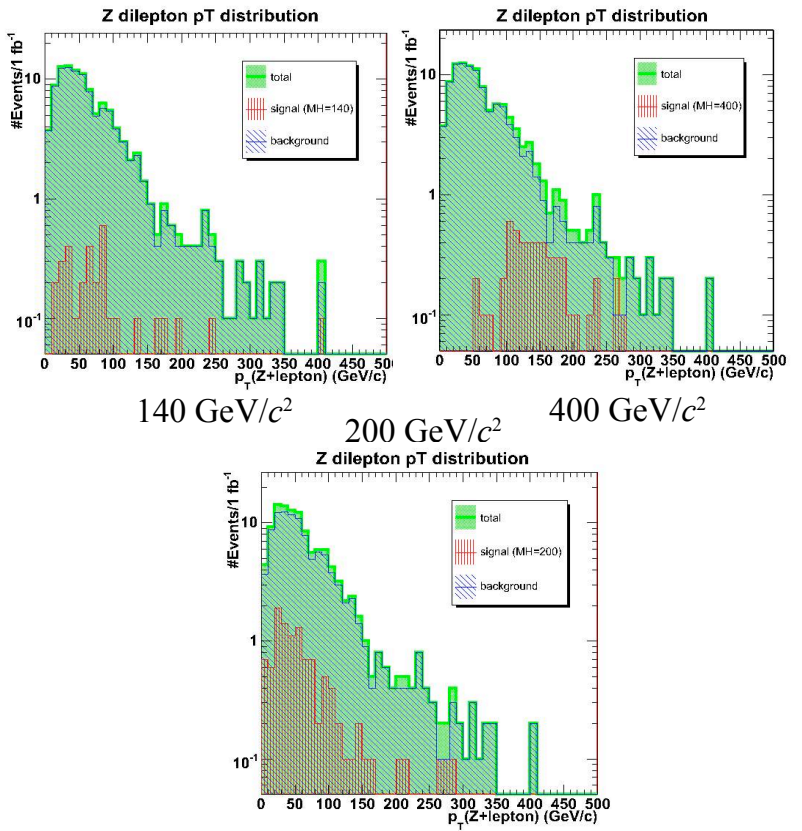 Z dilepton pT distribution
#Events/1 fb⁻¹
10
1
10⁻¹
total
signal (MH=140)
background
0 50 100 150 200 250 300 350 400 450 500
p_T(Z+lepton) (GeV/c)
140 GeV/c²
Z dilepton pT distribution
#Events/1 fb⁻¹
10
1
10⁻¹
total
signal (MH=400)
background
0 50 100 150 200 250 300 350 400 450 500
p_T(Z+lepton) (GeV/c)
400 GeV/c²
200 GeV/c²
Z dilepton pT distribution
#Events/1 fb⁻¹
10
1
10⁻¹
total
signal (MH=200)
background
0 50 100 150 200 250 300 350 400 450 500
p_T(Z+lepton) (GeV/c)